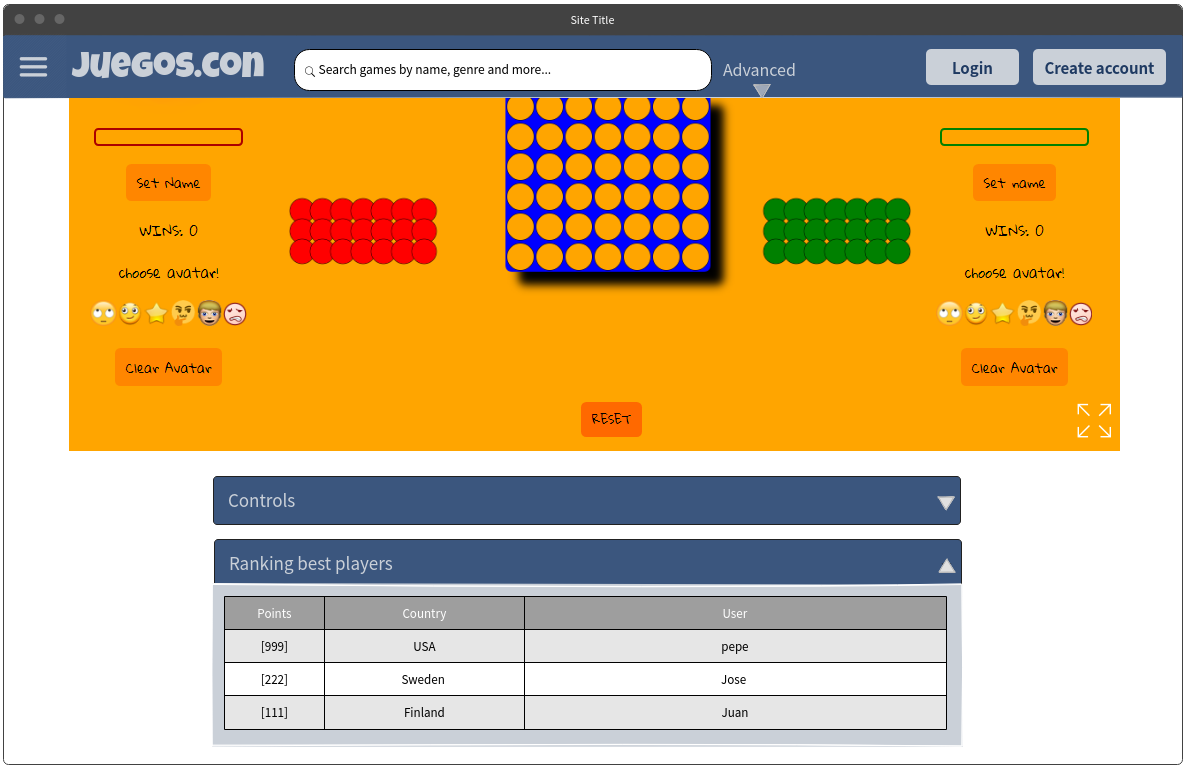 Site Title
Juegos.con
Search games by name, genre and more...
Advanced
Login
Create account
Set Name
Set name
WINS: 0
WINS: 0
choose avatar!
choose avatar!
Clear Avatar
Clear Avatar
RESET
Controls
Ranking best players
Points Country User
[999] USA pepe
[222] Sweden Jose
[111] Finland Juan